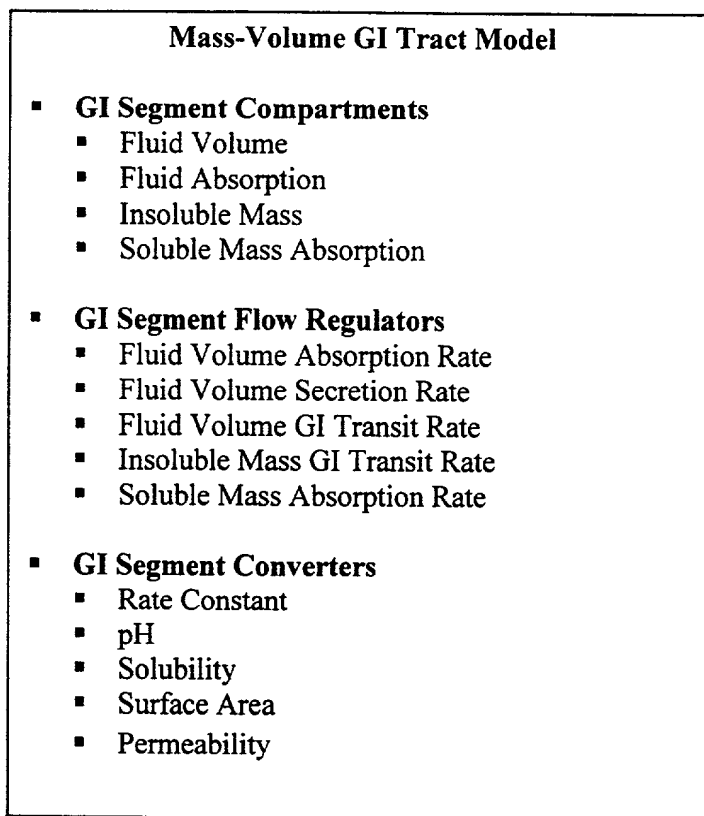 Mass-Volume GI Tract Model
▪ GI Segment Compartments
▪ Fluid Volume
▪ Fluid Absorption
▪ Insoluble Mass
▪ Soluble Mass Absorption
▪ GI Segment Flow Regulators
▪ Fluid Volume Absorption Rate
▪ Fluid Volume Secretion Rate
▪ Fluid Volume GI Transit Rate
▪ Insoluble Mass GI Transit Rate
▪ Soluble Mass Absorption Rate
▪ GI Segment Converters
▪ Rate Constant
▪ pH
▪ Solubility
▪ Surface Area
▪ Permeability